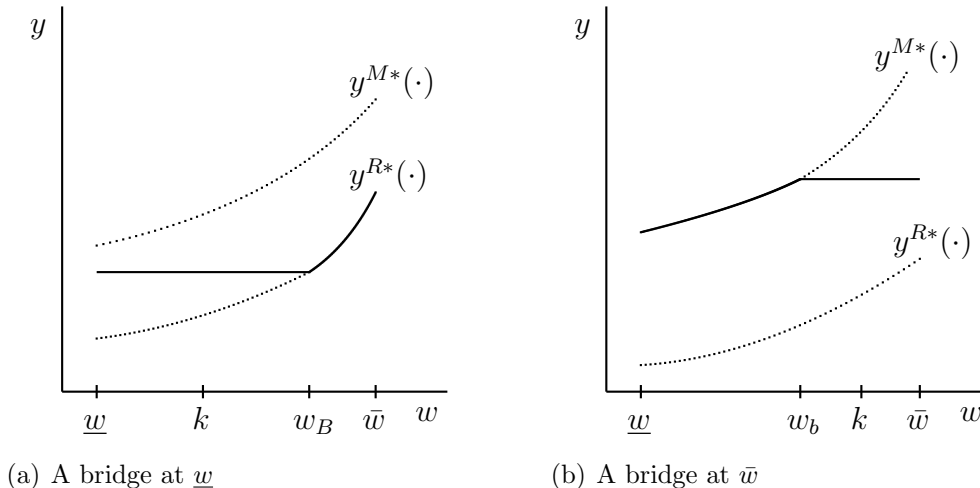 y
y^{M*}(·)
y^{R*}(·)
w̲ k w_B w̄ w
(a) A bridge at w̲
y
y^{M*}(·)
y^{R*}(·)
w̲ w_b k w̄ w
(b) A bridge at w̄